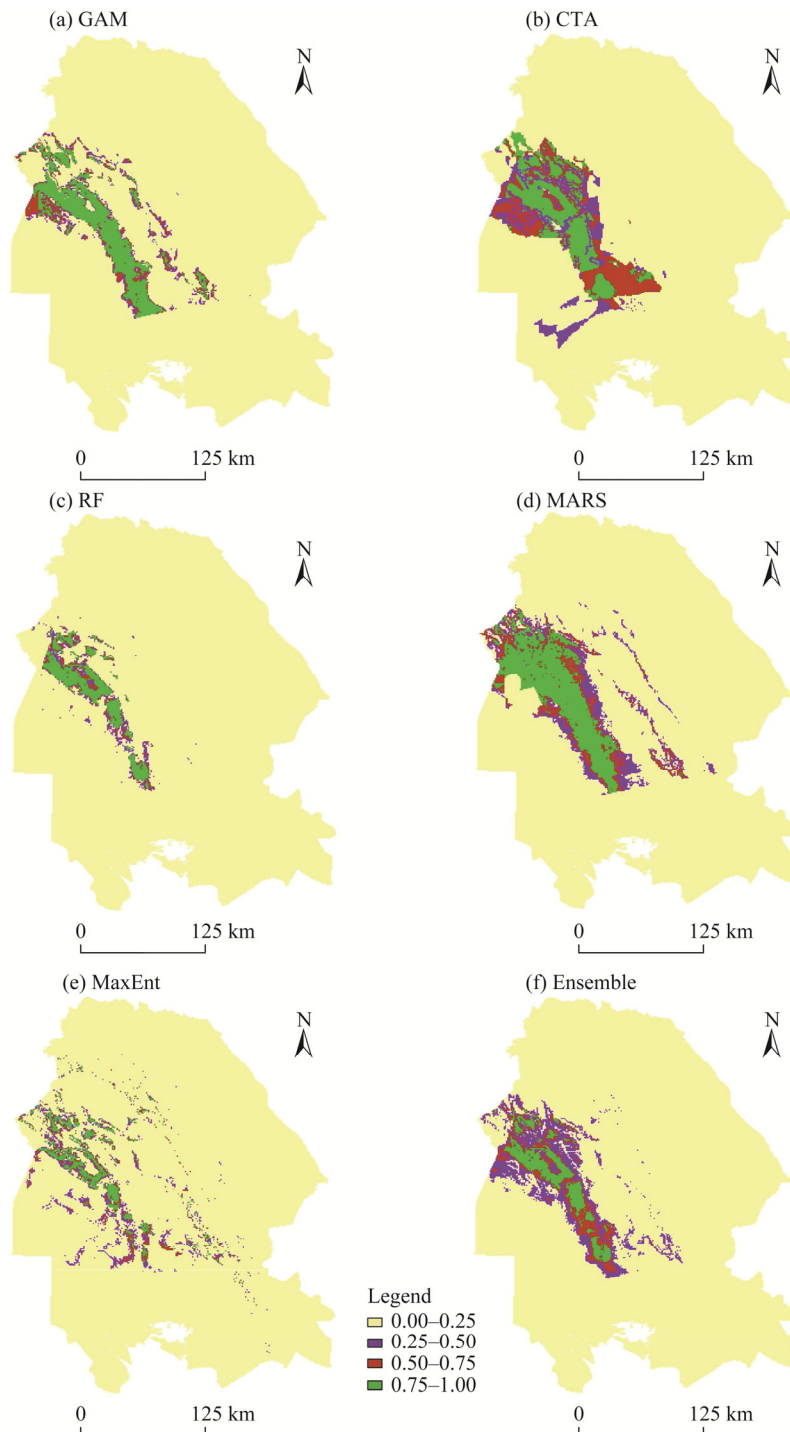 (a) GAM
(b) CTA
N
N
0 125 km
0 125 km
(c) RF
(d) MARS
N
N
0 125 km
0 125 km
(e) MaxEnt
(f) Ensemble
N
N
Legend
0.00–0.25
0.25–0.50
0.50–0.75
0.75–1.00
0 125 km
0 125 km